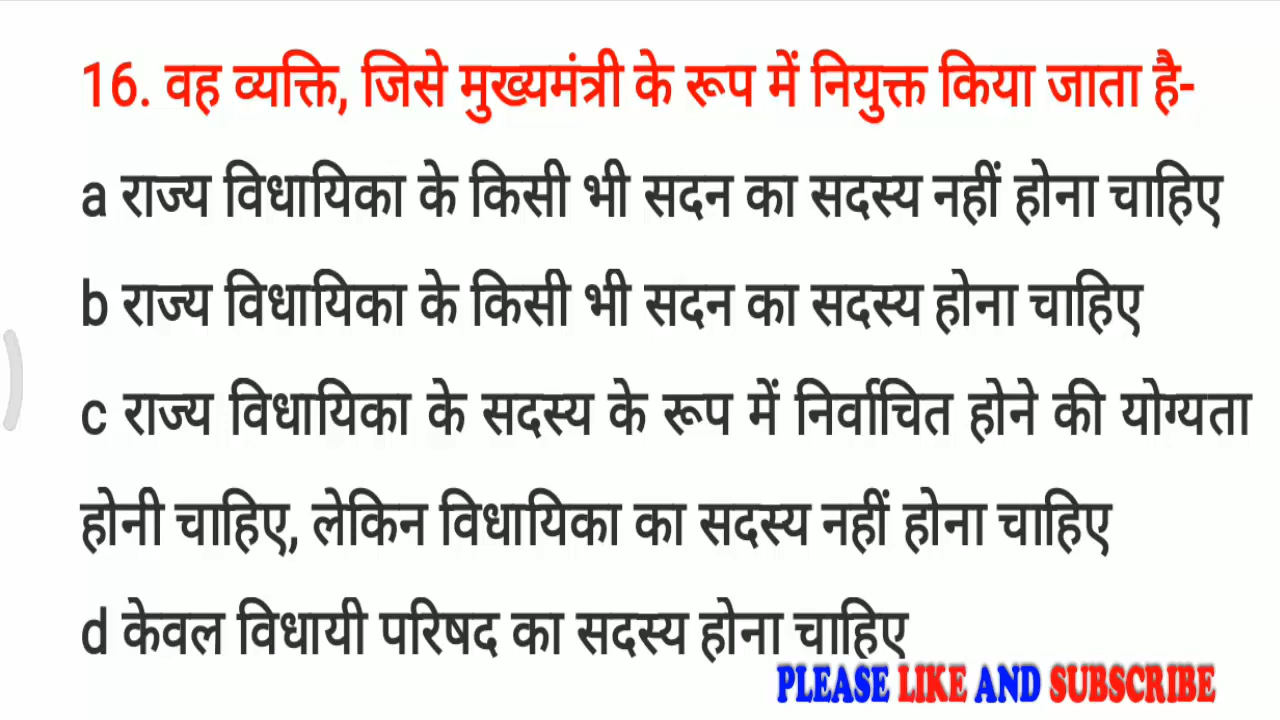 16. वह व्यक्ति, जिसे मुख्यमंत्री के रूप में नियुक्त किया जाता है-
a राज्य विधायिका के किसी भी सदन का सदस्य नहीं होना चाहिए
b राज्य विधायिका के किसी भी सदन का सदस्य होना चाहिए
c राज्य विधायिका के सदस्य के रूप में निर्वाचित होने की योग्यता
होनी चाहिए, लेकिन विधायिका का सदस्य नहीं होना चाहिए
d केवल विधायी परिषद का सदस्य होना चाहिए
PLEASE LIKE AND SUBSCRIBE